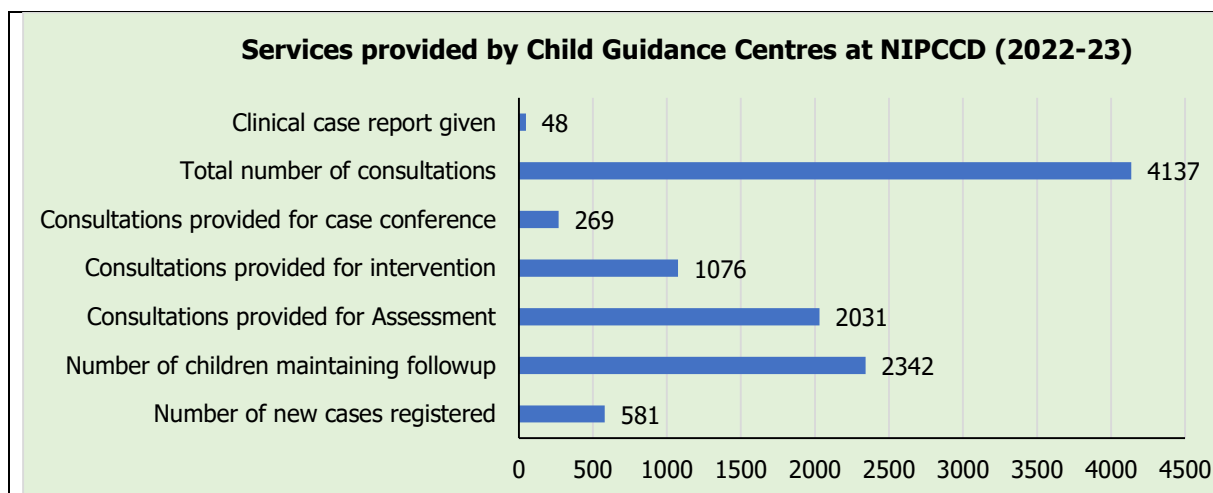 Services provided by Child Guidance Centres at NIPCCD (2022-23)
Clinical case report given 48
Total number of consultations 4137
Consultations provided for case conference 269
Consultations provided for intervention 1076
Consultations provided for Assessment 2031
Number of children maintaining followup 2342
Number of new cases registered 581
0 500 1000 1500 2000 2500 3000 3500 4000 4500